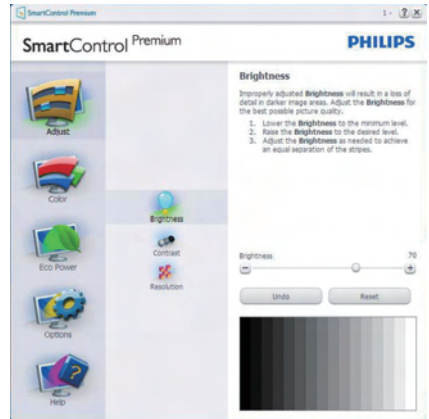 SmartControl Premium
1 - ? X
SmartControl Premium
PHILIPS
Adjust
Color
Eco Power
Options
Help
Brightness
Contrast
Resolution
Brightness
Improperly adjusted Brightness will result in a loss of
detail in darker image areas. Adjust the Brightness for
the best possible picture quality.
1. Lower the Brightness to the minimum level.
2. Raise the Brightness to the desired level.
3. Adjust the Brightness as needed to achieve
an equal separation of the stripes.
Brightness 70
Undo Reset